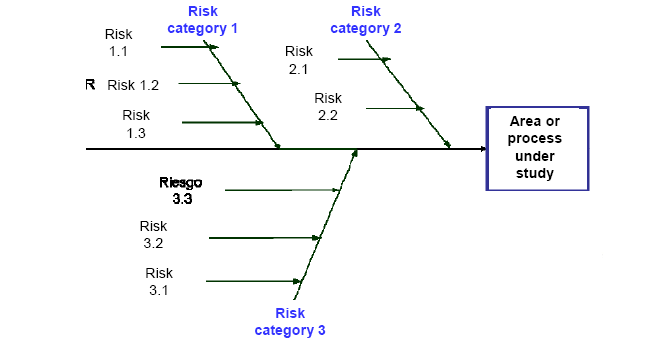 Risk
category 1
Risk
category 2
Risk
1.1
Risk
2.1
R Risk 1.2
Risk
2.2
Risk
1.3
Area or
process
under
study
Riesgo
3.3
Risk
3.2
Risk
3.1
Risk
category 3